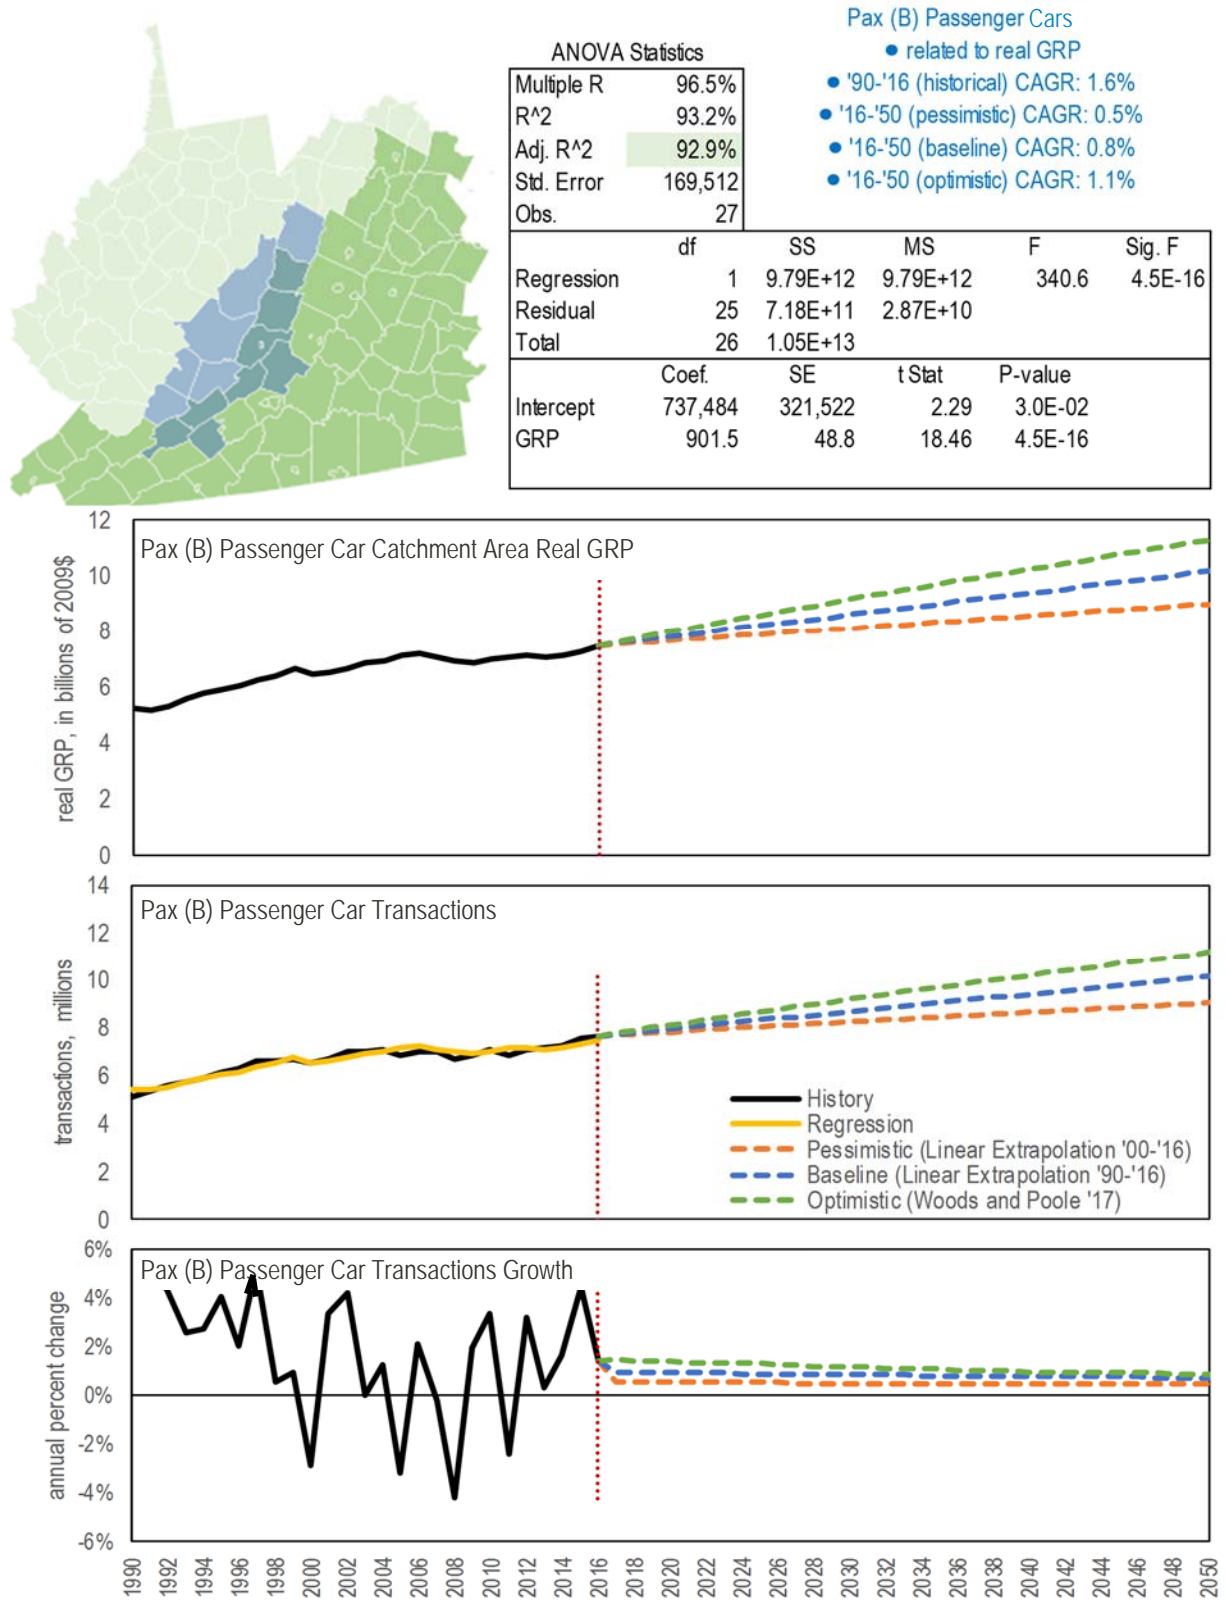 Pax (B) Passenger Cars
• related to real GRP
• '90-'16 (historical) CAGR: 1.6%
• '16-'50 (pessimistic) CAGR: 0.5%
• '16-'50 (baseline) CAGR: 0.8%
• '16-'50 (optimistic) CAGR: 1.1%
ANOVA Statistics
Multiple R 96.5%
R^2 93.2%
Adj. R^2 92.9%
Std. Error 169,512
Obs. 27
df SS MS F Sig. F
Regression 1 9.79E+12 9.79E+12 340.6 4.5E-16
Residual 25 7.18E+11 2.87E+10
Total 26 1.05E+13
Coef. SE t Stat P-value
Intercept 737,484 321,522 2.29 3.0E-02
GRP 901.5 48.8 18.46 4.5E-16
Pax (B) Passenger Car Catchment Area Real GRP
real GRP, in billions of 2009$
12
10
8
6
4
2
0
Pax (B) Passenger Car Transactions
transactions, millions
14
12
10
8
6
4
2
0
History
Regression
Pessimistic (Linear Extrapolation '00-'16)
Baseline (Linear Extrapolation '90-'16)
Optimistic (Woods and Poole '17)
Pax (B) Passenger Car Transactions Growth
annual percent change
6%
4%
2%
0%
-2%
-4%
-6%
1990 1992 1994 1996 1998 2000 2002 2004 2006 2008 2010 2012 2014 2016 2018 2020 2022 2024 2026 2028 2030 2032 2034 2036 2038 2040 2042 2044 2046 2048 2050